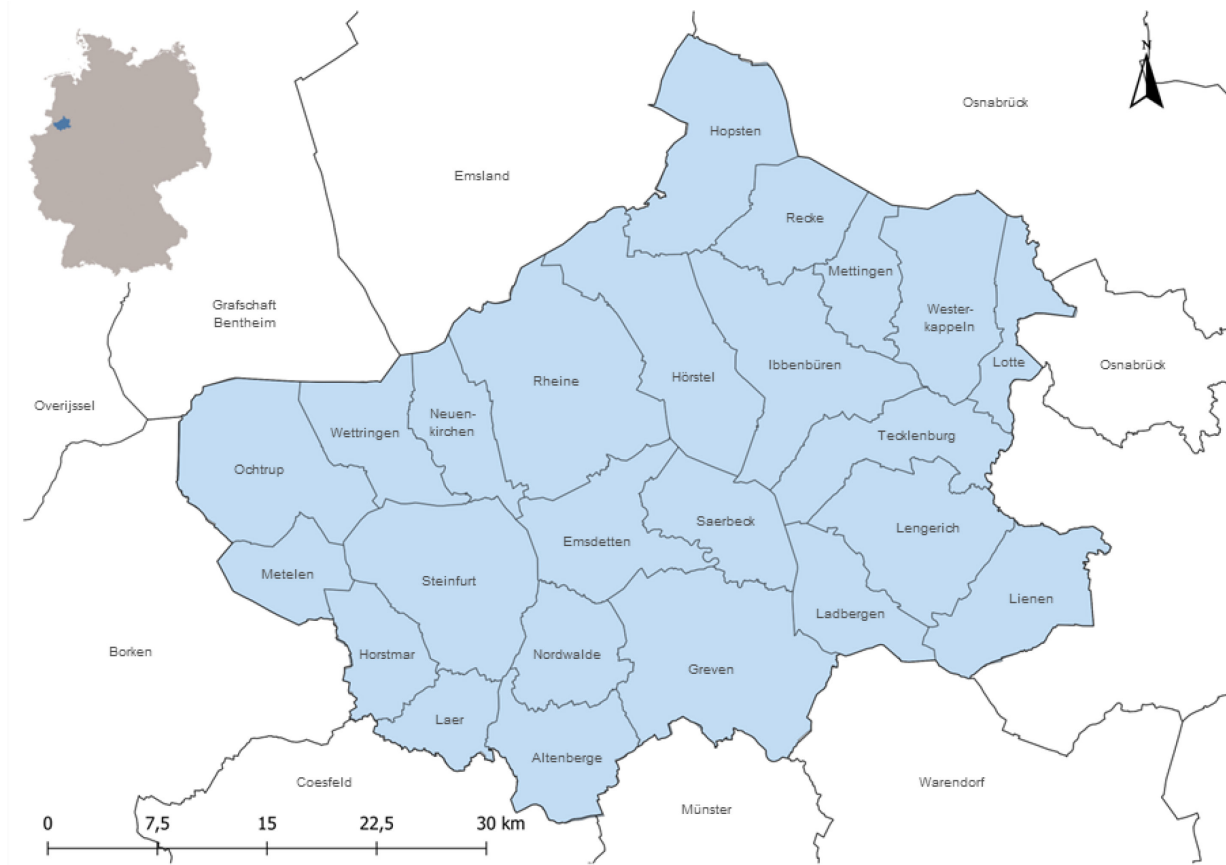 N
Osnabrück
Hopsten
Emsland
Recke
Mettingen
Grafschaft
Bentheim
Wester-
kappeln
Lotte
Ibbenbüren
Osnabrück
Rheine
Hörstel
Overijssel
Neuen-
kirchen
Wettringen
Tecklenburg
Ochtrup
Saerbeck
Lengerich
Emsdetten
Metelen
Steinfurt
Lienen
Ladbergen
Borken
Horstmar
Nordwalde
Greven
Laer
Altenberge
Coesfeld
Warendorf
Münster
0 7,5 15 22,5 30 km